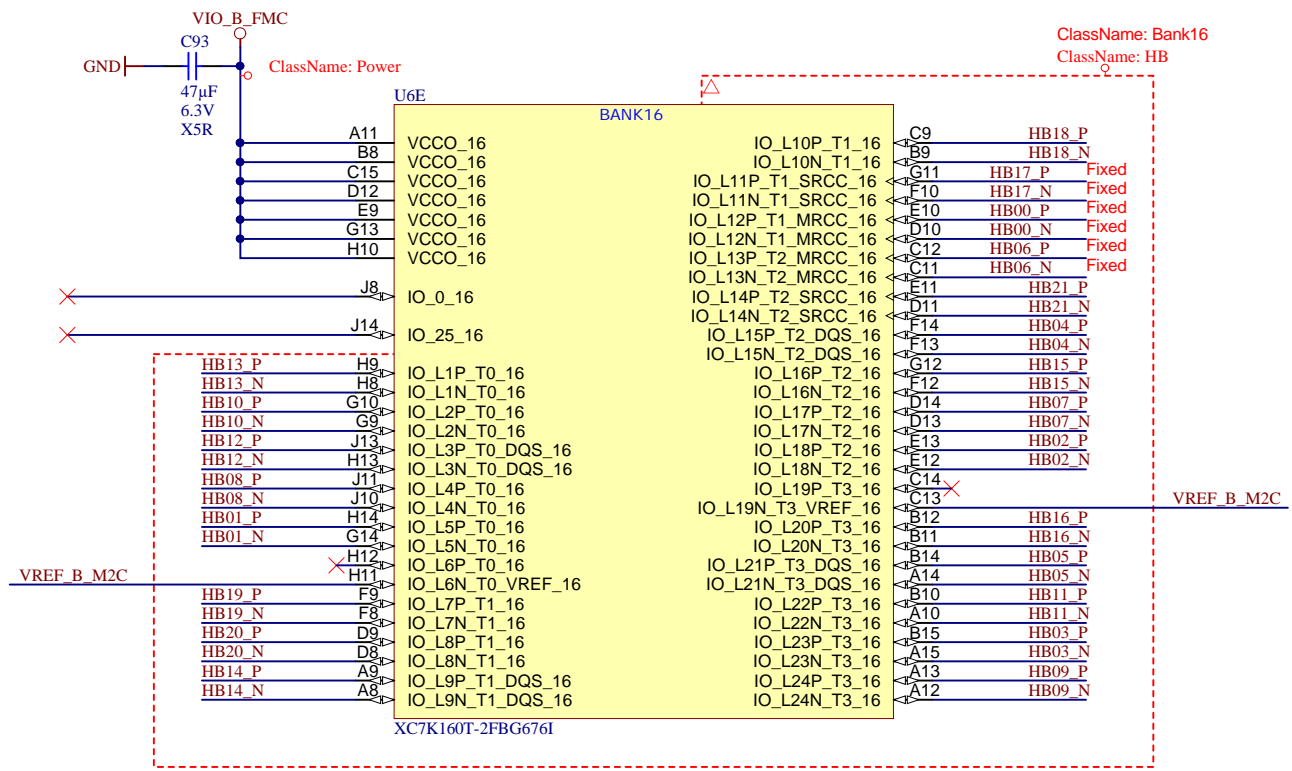 VIO_B_FMC
C93
GND
47µF
6.3V
X5R
ClassName: Power
ClassName: Bank16
ClassName: HB
U6E
BANK16
A11 VCCO_16
B8 VCCO_16
C15 VCCO_16
D12 VCCO_16
E9 VCCO_16
G13 VCCO_16
H10 VCCO_16
J8 IO_0_16
J14 IO_25_16
HB13_P H9 IO_L1P_T0_16
HB13_N H8 IO_L1N_T0_16
HB10_P G10 IO_L2P_T0_16
HB10_N G9 IO_L2N_T0_16
HB12_P J13 IO_L3P_T0_DQS_16
HB12_N H13 IO_L3N_T0_DQS_16
HB08_P J11 IO_L4P_T0_16
HB08_N J10 IO_L4N_T0_16
HB01_P H14 IO_L5P_T0_16
HB01_N G14 IO_L5N_T0_16
H12 IO_L6P_T0_16
VREF_B_M2C H11 IO_L6N_T0_VREF_16
HB19_P F9 IO_L7P_T1_16
HB19_N F8 IO_L7N_T1_16
HB20_P D9 IO_L8P_T1_16
HB20_N D8 IO_L8N_T1_16
HB14_P A9 IO_L9P_T1_DQS_16
HB14_N A8 IO_L9N_T1_DQS_16
IO_L10P_T1_16 C9 HB18_P
IO_L10N_T1_16 B9 HB18_N
IO_L11P_T1_SRCC_16 G11 HB17_P Fixed
IO_L11N_T1_SRCC_16 F10 HB17_N Fixed
IO_L12P_T1_MRCC_16 E10 HB00_P Fixed
IO_L12N_T1_MRCC_16 D10 HB00_N Fixed
IO_L13P_T2_MRCC_16 C12 HB06_P Fixed
IO_L13N_T2_MRCC_16 C11 HB06_N Fixed
IO_L14P_T2_SRCC_16 E11 HB21_P
IO_L14N_T2_SRCC_16 D11 HB21_N
IO_L15P_T2_DQS_16 F14 HB04_P
IO_L15N_T2_DQS_16 F13 HB04_N
IO_L16P_T2_16 G12 HB15_P
IO_L16N_T2_16 F12 HB15_N
IO_L17P_T2_16 D14 HB07_P
IO_L17N_T2_16 D13 HB07_N
IO_L18P_T2_16 E13 HB02_P
IO_L18N_T2_16 E12 HB02_N
IO_L19P_T3_16 C14
IO_L19N_T3_VREF_16 C13 VREF_B_M2C
IO_L20P_T3_16 B12 HB16_P
IO_L20N_T3_16 B11 HB16_N
IO_L21P_T3_DQS_16 B14 HB05_P
IO_L21N_T3_DQS_16 A14 HB05_N
IO_L22P_T3_16 B10 HB11_P
IO_L22N_T3_16 A10 HB11_N
IO_L23P_T3_16 B15 HB03_P
IO_L23N_T3_16 A15 HB03_N
IO_L24P_T3_16 A13 HB09_P
IO_L24N_T3_16 A12 HB09_N
XC7K160T-2FBG676I